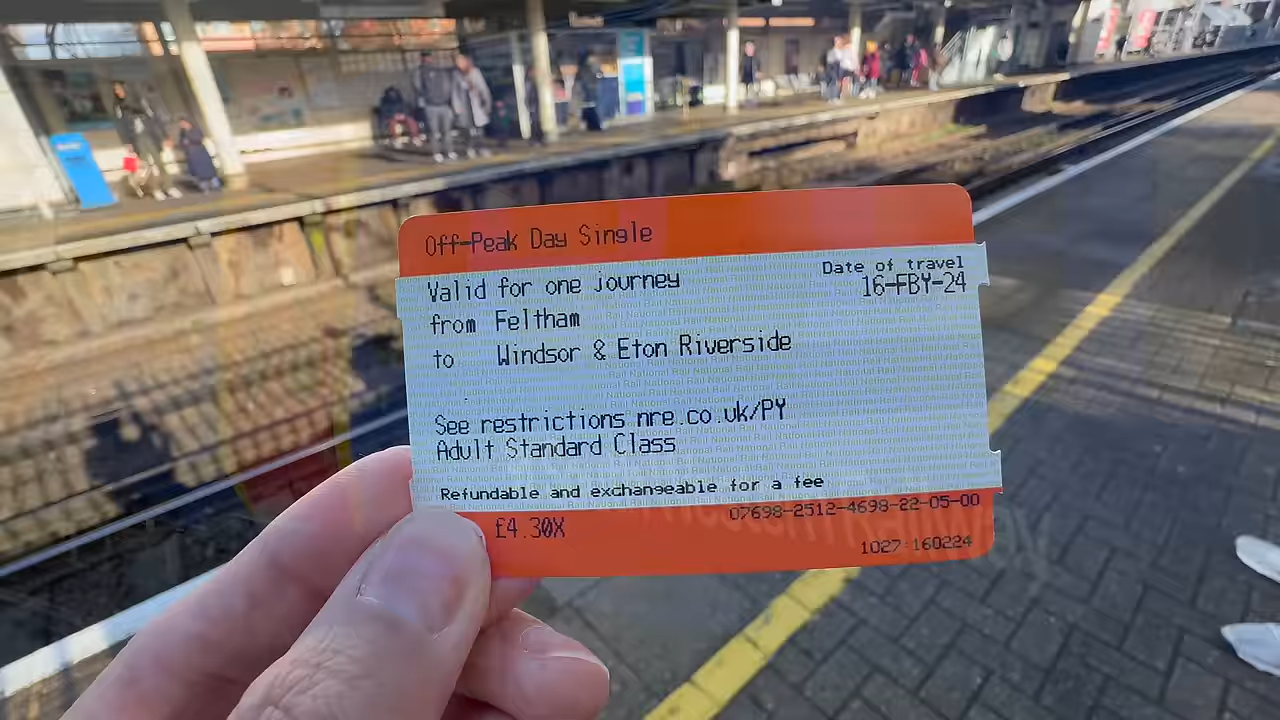 Off-Peak Day Single
Valid for one journey
Date of travel
16-FBY-24
from Feltham
to Windsor & Eton Riverside
See restrictions nre.co.uk/PY
Adult Standard Class
Refundable and exchangeable for a fee
£4.30X
07698-2512-4698-22-05-00
1027 160224